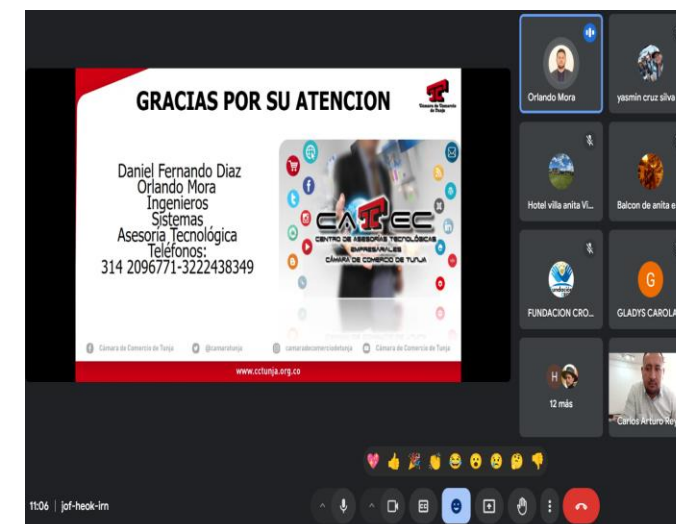 GRACIAS POR SU ATENCION
Cámara de Comercio
de Tunja
Daniel Fernando Diaz
Orlando Mora
Ingenieros
Sistemas
Asesoría Tecnológica
Teléfonos:
314 2096771-3222438349
CATEC
CENTRO DE ASESORÍAS TECNOLÓGICAS
EMPRESARIALES
CÁMARA DE COMERCIO DE TUNJA
Cámara de Comercio de Tunja
@camaratunja
camaradecomerciodetunja
Cámara de Comercio de Tunja
www.cctunja.org.co
Orlando Mora
yasmin cruz silva
Hotel villa anita Vi...
Balcon de anita e
FUNDACION CRO...
G
GLADYS CAROLA
H
12 más
Carlos Arturo Rey
11:06 | jof-heok-irn